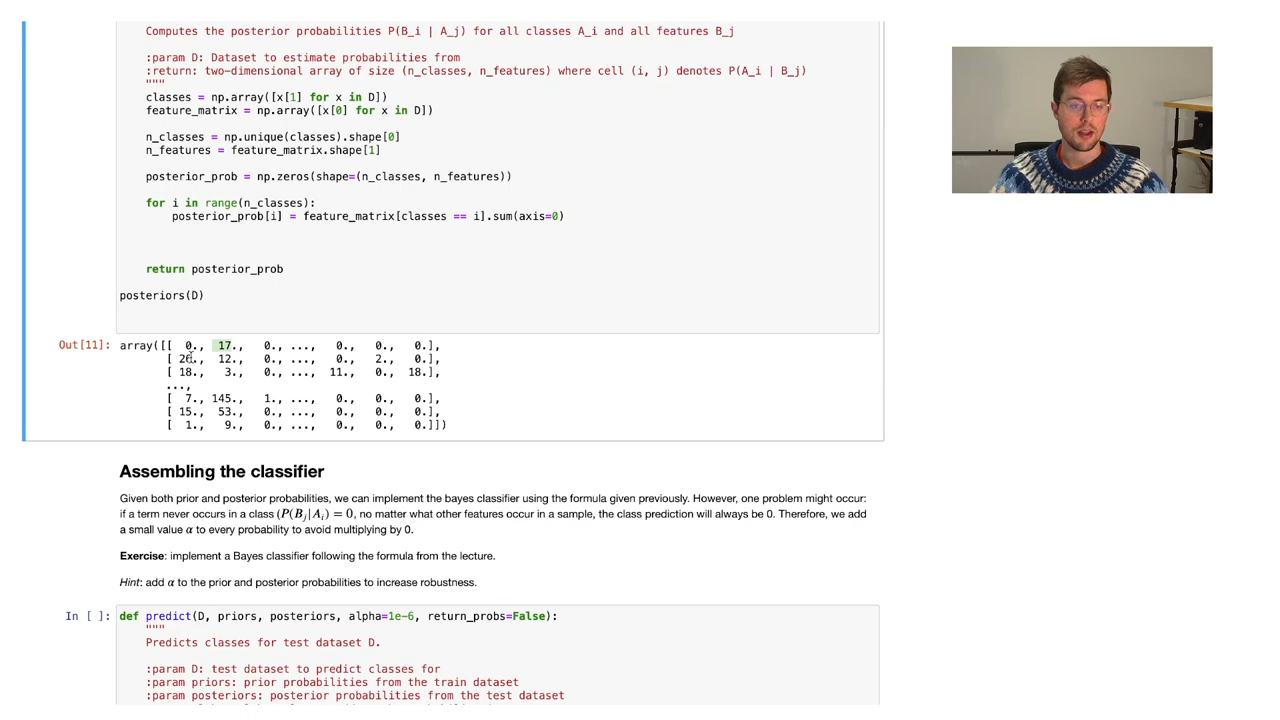 Computes the posterior probabilities P(B_i | A_j) for all classes A_i and all features B_j
:param D: Dataset to estimate probabilities from
:return: two-dimensional array of size (n_classes, n_features) where cell (i, j) denotes P(A_i | B_j)
"""
classes = np.array([x[1] for x in D])
feature_matrix = np.array([x[0] for x in D])
n_classes = np.unique(classes).shape[0]
n_features = feature_matrix.shape[1]
posterior_prob = np.zeros(shape=(n_classes, n_features))
for i in range(n_classes):
posterior_prob[i] = feature_matrix[classes == i].sum(axis=0)
return posterior_prob
posteriors(D)
Out[11]: array([[ 0., 17., 0., ..., 0., 0., 0.],
[ 12., 0., ..., 0., 2., 0.],
[ 18., 3., 0., ..., 11., 0., 18.],
...,
[ 7., 145., 1., ..., 0., 0., 0.],
[ 15., 53., 0., ..., 0., 0., 0.],
[ 1., 9., 0., ..., 0., 0., 0.]])
Assembling the classifier
Given both prior and posterior probabilities, we can implement the bayes classifier using the formula given previously. However, one problem might occur:
if a term never occurs in a class (P(B_j|A_i) = 0, no matter what other features occur in a sample, the class prediction will always be 0. Therefore, we add
a small value α to every probability to avoid multiplying by 0.
Exercise: implement a Bayes classifier following the formula from the lecture.
Hint: add α to the prior and posterior probabilities to increase robustness.
In [ ]: def predict(D, priors, posteriors, alpha=1e-6, return_probs=False):
"""
Predicts classes for test dataset D.
:param D: test dataset to predict classes for
:param priors: prior probabilities from the train dataset
:param posteriors: posterior probabilities from the test dataset